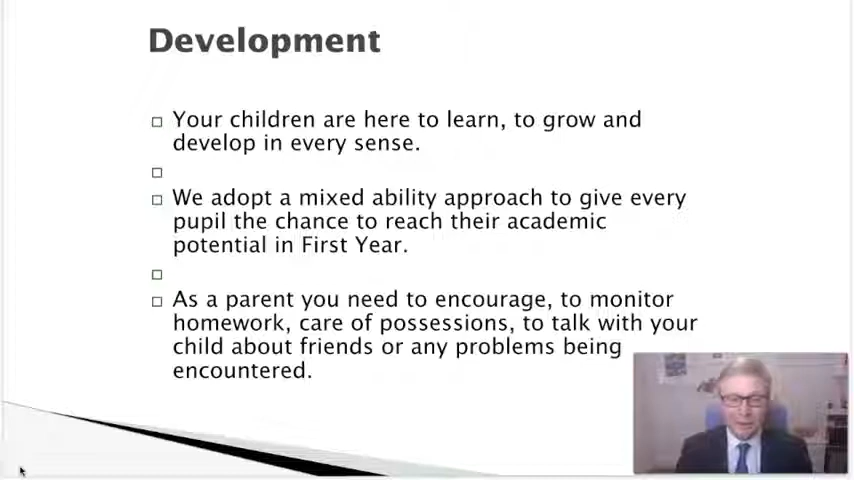 Development
Your children are here to learn, to grow and
develop in every sense.
We adopt a mixed ability approach to give every
pupil the chance to reach their academic
potential in First Year.
As a parent you need to encourage, to monitor
homework, care of possessions, to talk with your
child about friends or any problems being
encountered.